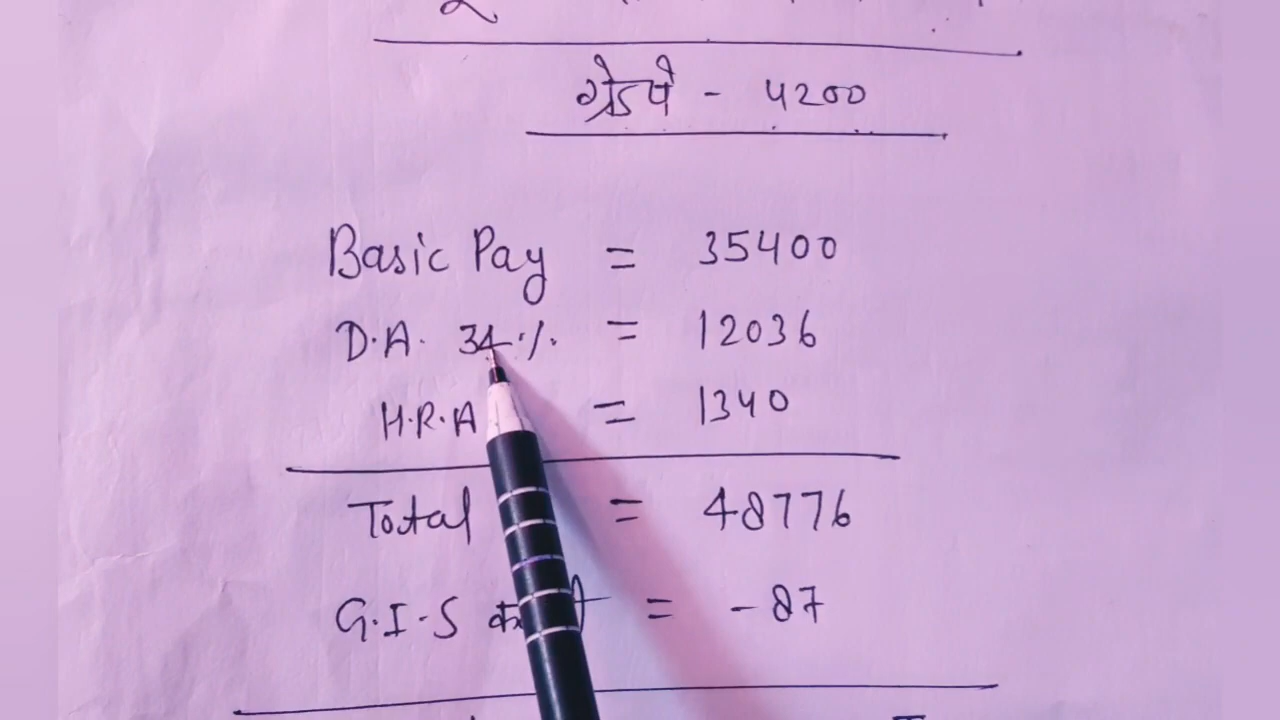 ग्रेड पे - 4200
Basic Pay = 35400
D.A. 34 % = 12036
H.R.A = 1340
Total = 48776
G.I.S = -87